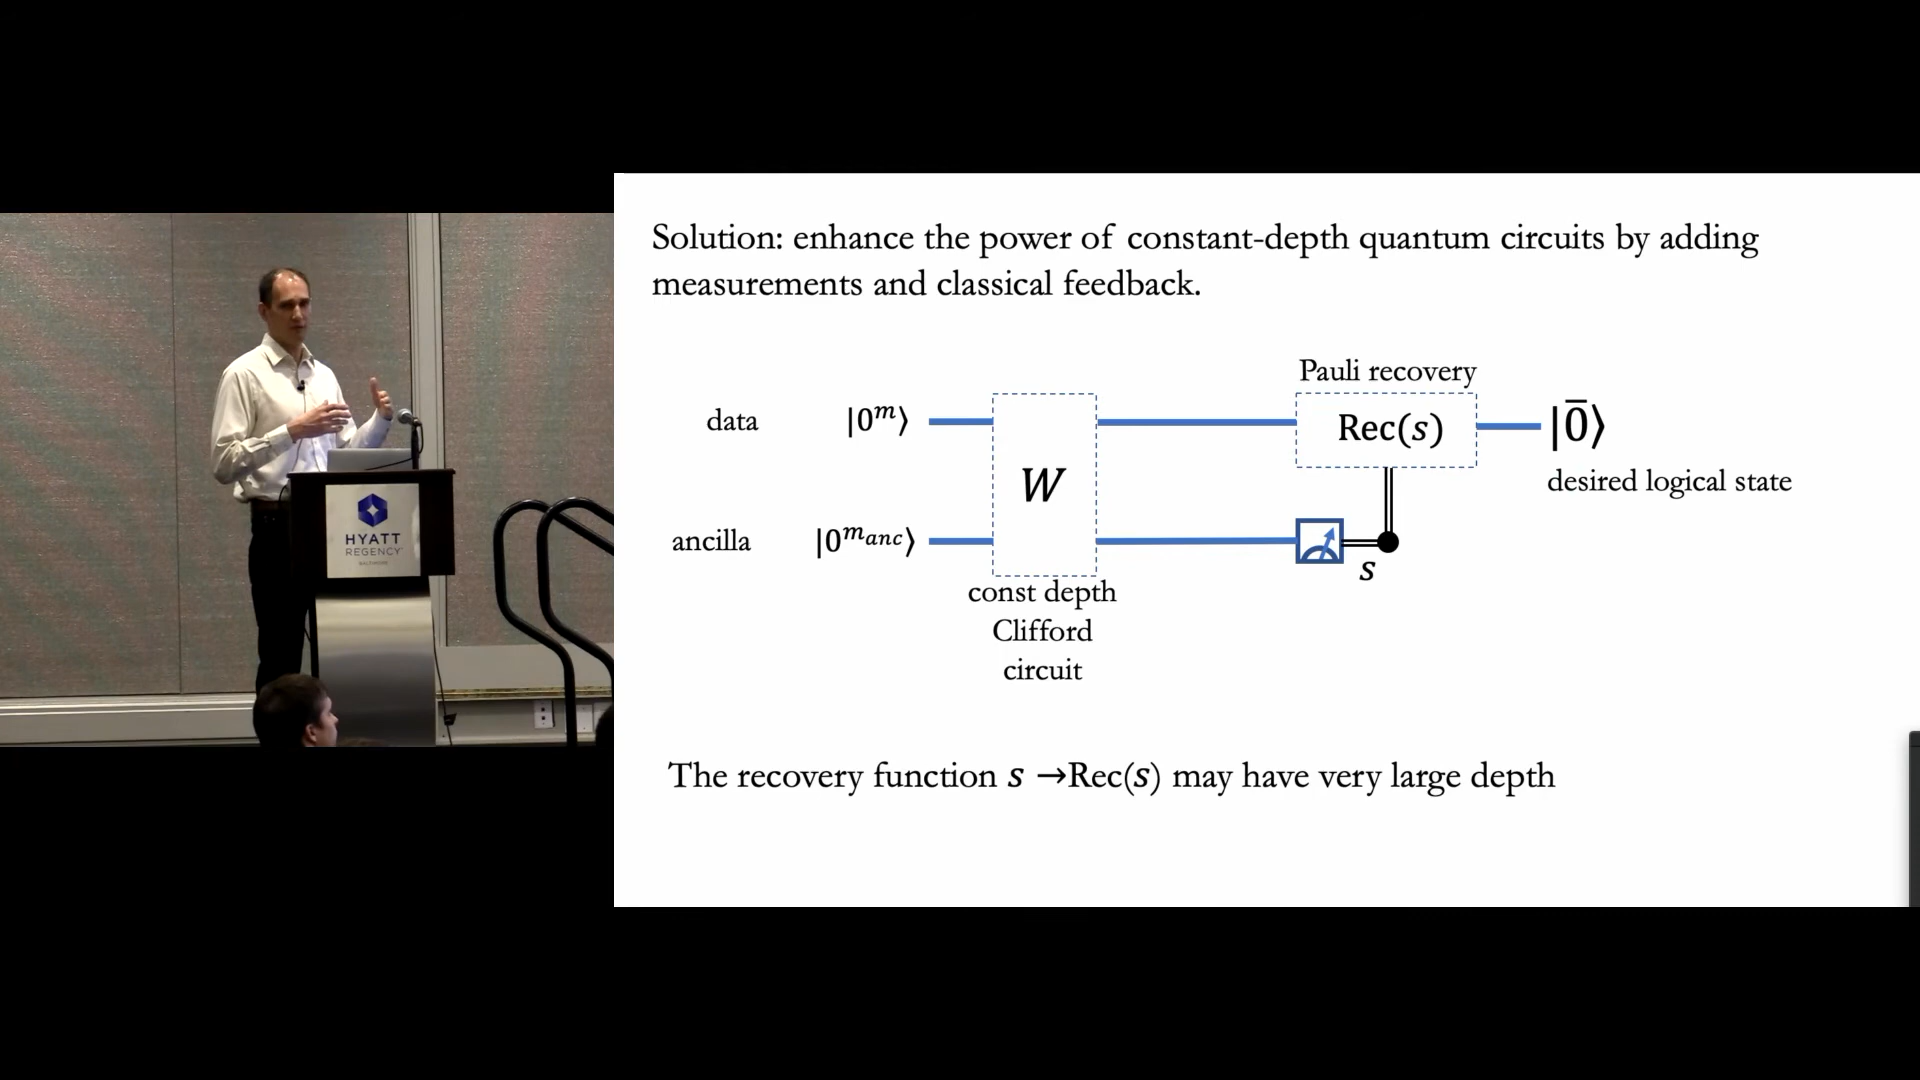 Solution: enhance the power of constant-depth quantum circuits by adding
measurements and classical feedback.
Pauli recovery
data |0^m⟩ W Rec(s) |0̅⟩
desired logical state
ancilla |0^{m_{anc}}⟩
s
const depth
Clifford
circuit
The recovery function s →Rec(s) may have very large depth
HYATT
REGENCY
BALTIMORE